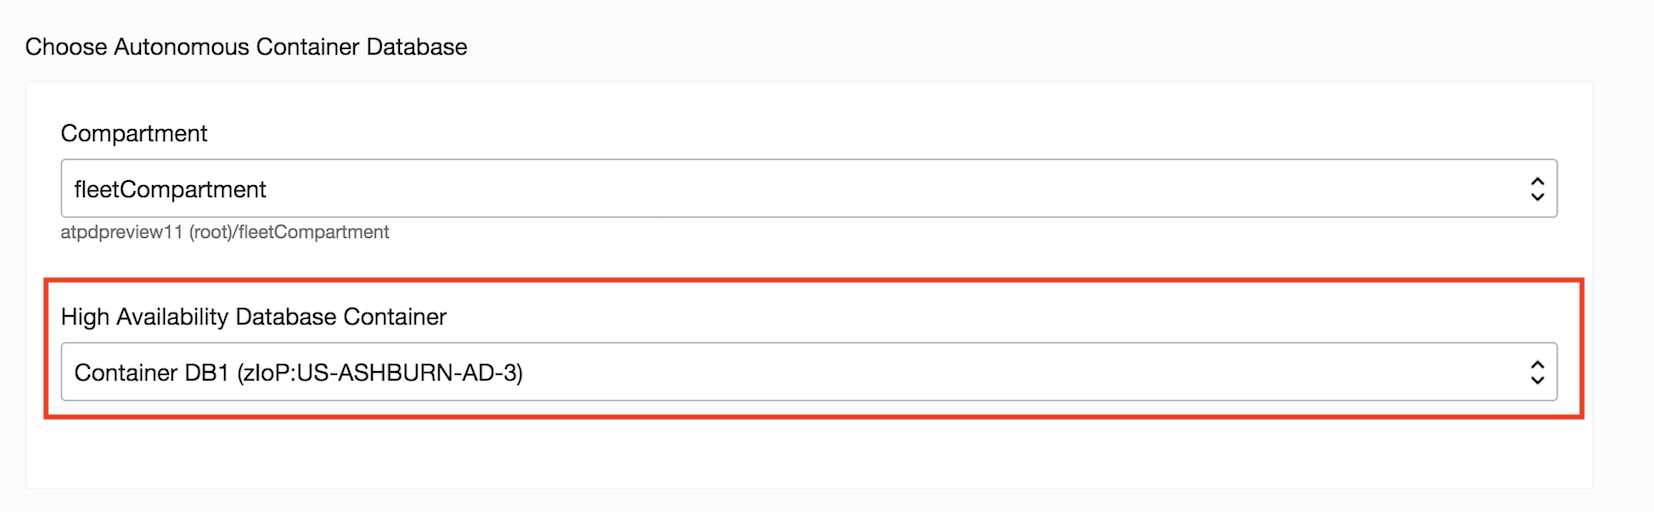 Choose Autonomous Container Database
Compartment
fleetCompartment
atpdpreview11 (root)/fleetCompartment
High Availability Database Container
Container DB1 (zIoP:US-ASHBURN-AD-3)